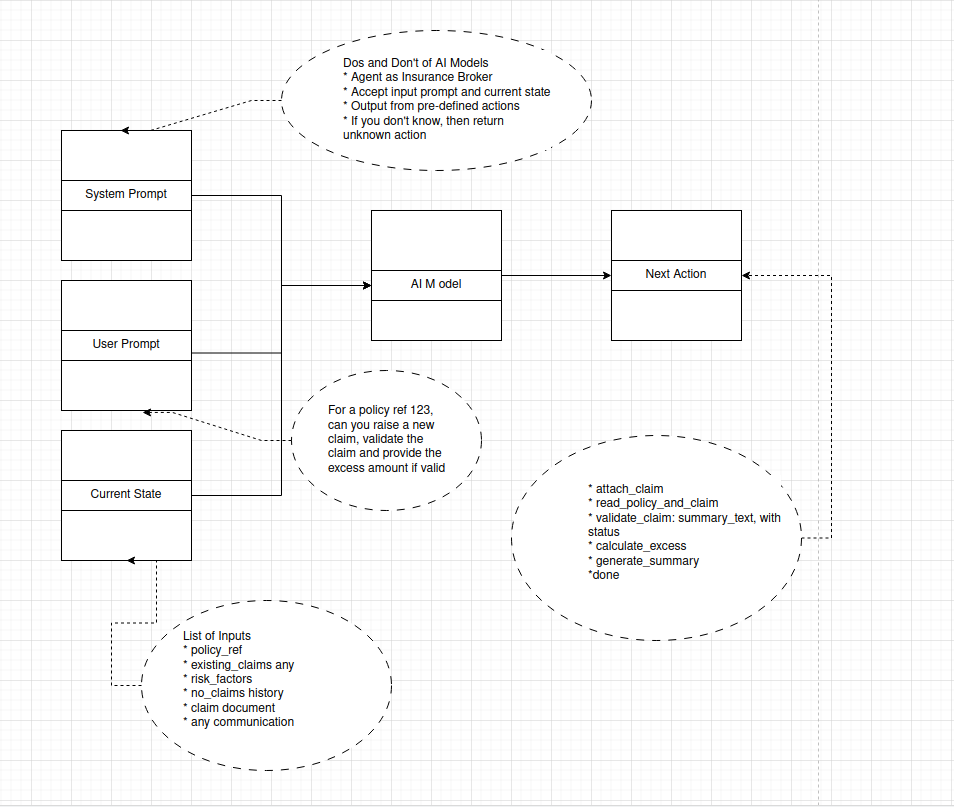 Dos and Don't of AI Models
* Agent as Insurance Broker
* Accept input prompt and current state
* Output from pre-defined actions
* If you don't know, then return
unknown action
System Prompt
AI M odel
Next Action
User Prompt
For a policy ref 123,
can you raise a new
claim, validate the
claim and provide the
excess amount if valid
Current State
* attach_claim
* read_policy_and_claim
* validate_claim: summary_text, with
status
* calculate_excess
* generate_summary
*done
List of Inputs
* policy_ref
* existing_claims any
* risk_factors
* no_claims history
* claim document
* any communication